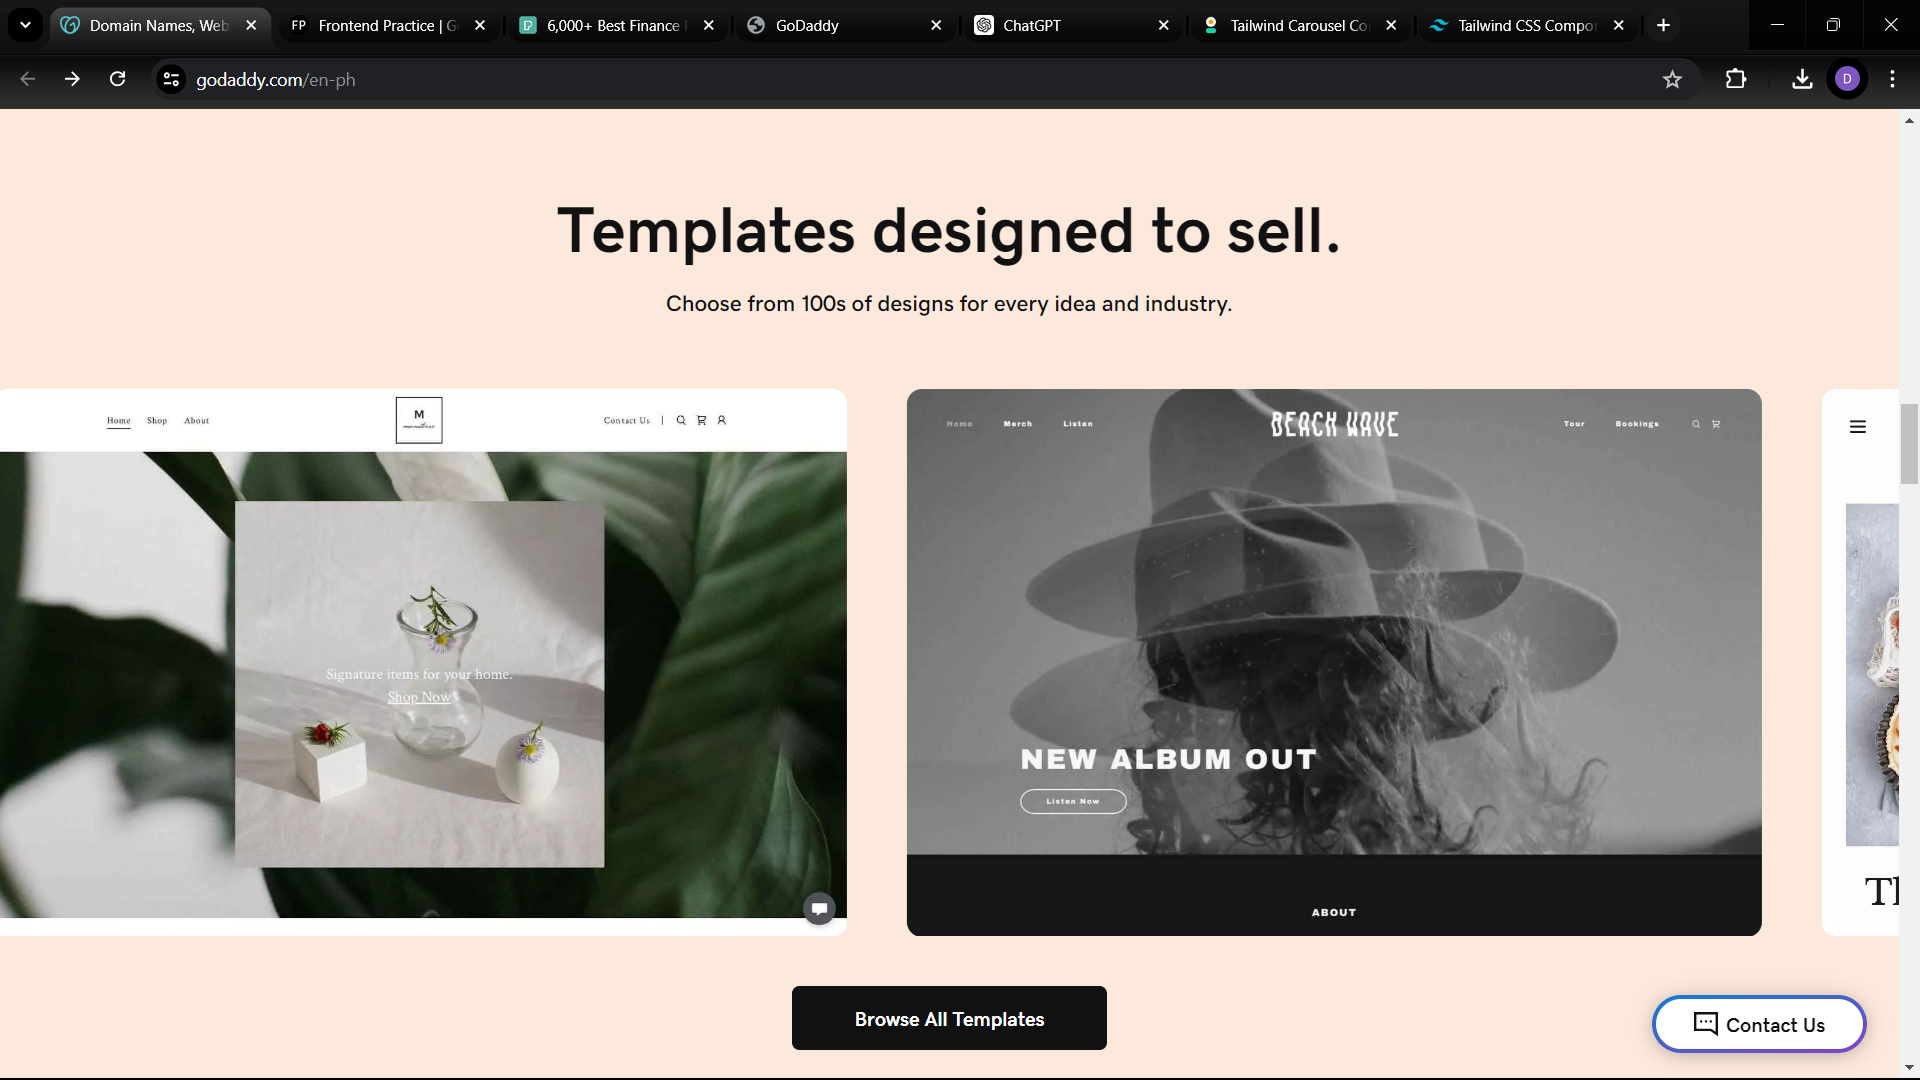 Domain Names, Web
FP Frontend Practice | G
6,000+ Best Finance
GoDaddy
ChatGPT
Tailwind Carousel Co
Tailwind CSS Compo
godaddy.com/en-ph
D
Templates designed to sell.
Choose from 100s of designs for every idea and industry.
Home Shop About
M
Contact Us
Signature items for your home.
Shop Now
Home Merch Listen
BEACH WAVE
Tour Bookings
NEW ALBUM OUT
Listen Now
ABOUT
Browse All Templates
Contact Us